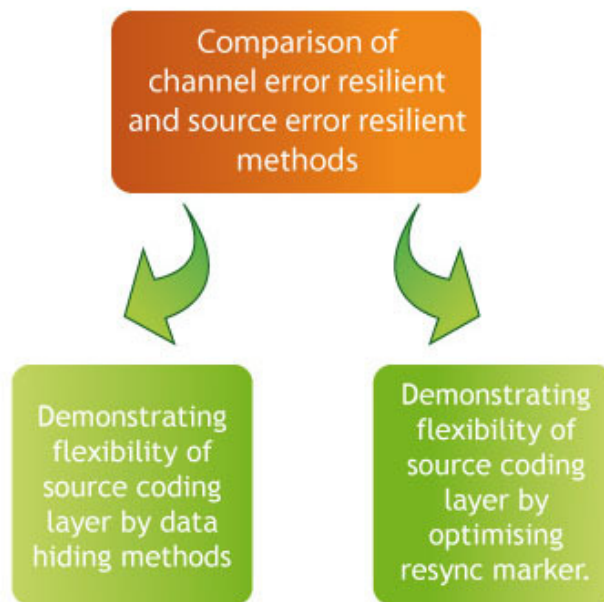 Comparison of
channel error resilient
and source error resilient
methods
Demonstrating
flexibility of
source coding
layer by data
hiding methods
Demonstrating
flexibility of
source coding
layer by
optimising
resync marker.